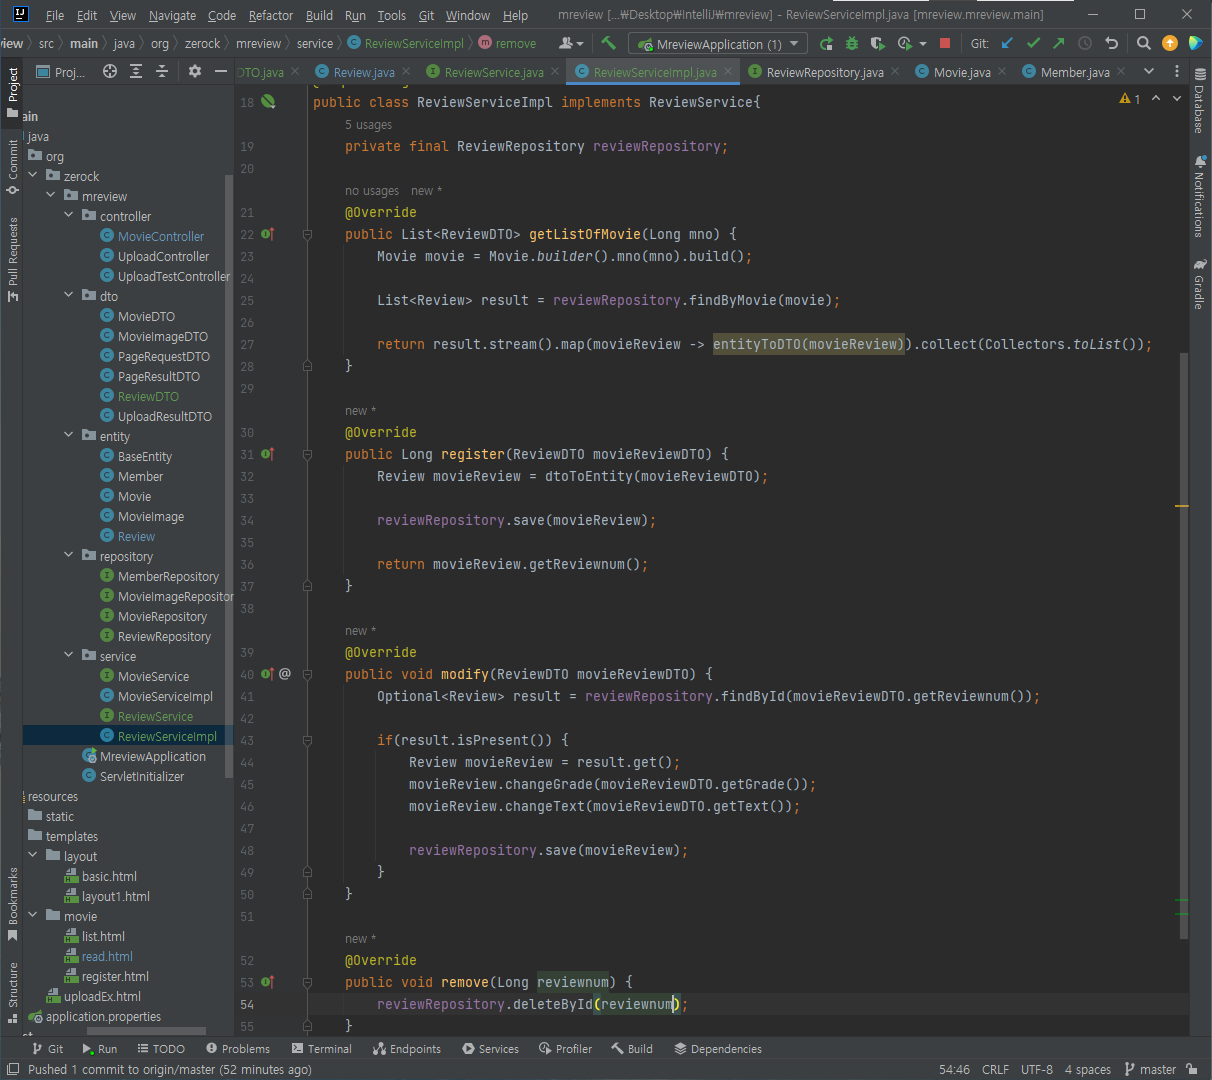 File Edit View Navigate Code Refactor Build Run Tools Git Window Help mreview [...₩Desktop₩IntelliJ₩mreview] - ReviewServiceImpl.java [mreview.mreview.main]
view src main java org zerock mreview service ReviewServiceImpl remove MreviewApplication (1) Git:
Proj... DTO.java Review.java ReviewService.java ReviewServiceImpl.java ReviewRepository.java Movie.java Member.java
Project
Commit
Pull Requests
Bookmarks
Structure
ain
java
org
zerock
mreview
controller
MovieController
UploadController
UploadTestController
dto
MovieDTO
MovieImageDTO
PageRequestDTO
PageResultDTO
ReviewDTO
UploadResultDTO
entity
BaseEntity
Member
Movie
MovieImage
Review
repository
MemberRepository
MovieImageRepositor
MovieRepository
ReviewRepository
service
MovieService
MovieServiceImpl
ReviewService
ReviewServiceImpl
MreviewApplication
ServletInitializer
resources
static
templates
layout
basic.html
layout1.html
movie
list.html
read.html
register.html
uploadEx.html
application.properties
18 public class ReviewServiceImpl implements ReviewService{
1
5 usages
19 private final ReviewRepository reviewRepository;
20
no usages new *
21 @Override
22 public List<ReviewDTO> getListOfMovie(Long mno) {
23 Movie movie = Movie.builder().mno(mno).build();
24
25 List<Review> result = reviewRepository.findByMovie(movie);
26
27 return result.stream().map(movieReview -> entityToDTO(movieReview)).collect(Collectors.toList());
28 }
29
new *
30 @Override
31 public Long register(ReviewDTO movieReviewDTO) {
32 Review movieReview = dtoToEntity(movieReviewDTO);
33
34 reviewRepository.save(movieReview);
35
36 return movieReview.getReviewnum();
37 }
38
new *
39 @Override
40 @ public void modify(ReviewDTO movieReviewDTO) {
41 Optional<Review> result = reviewRepository.findById(movieReviewDTO.getReviewnum());
42
43 if(result.isPresent()) {
44 Review movieReview = result.get();
45 movieReview.changeGrade(movieReviewDTO.getGrade());
46 movieReview.changeText(movieReviewDTO.getText());
47
48 reviewRepository.save(movieReview);
49 }
50 }
51
new *
52 @Override
53 public void remove(Long reviewnum) {
54 reviewRepository.deleteById(reviewnum);
55 }
Database
Notifications
Gradle
Git Run TODO Problems Terminal Endpoints Services Profiler Build Dependencies
Pushed 1 commit to origin/master (52 minutes ago) 54:46 CRLF UTF-8 4 spaces master